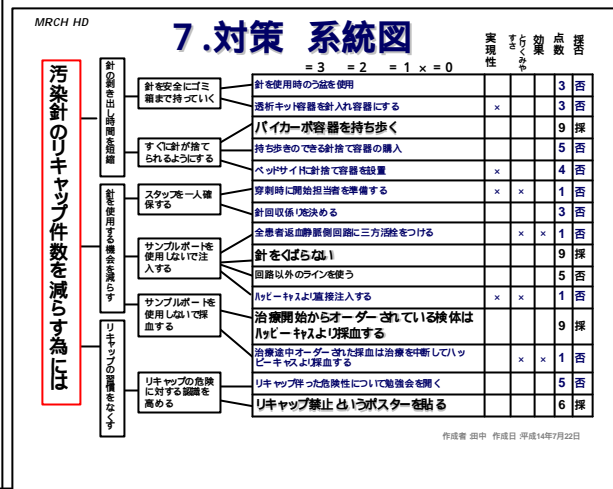 MRCH HD
7.対策 系統図
=3 =2 =1 ×=0
実現性
とりくみやすさ
効果
点数
採否
汚染針のリキャップ件数を減らす為には
針の剥き出し時間を短縮
針を安全にゴミ
箱まで持っていく
針を使用時のう盆を使用 3 否
透析キット容器を針入れ容器にする × 3 否
すぐに針が捨て
られるようにする
バイカーボ容器を持ち歩く 9 採
持ち歩きのできる針捨て容器の購入 5 否
ベッドサイドに針捨て容器を設置 × 4 否
針を使用する機会を減らす
スタッフを一人確
保する
穿刺時に開始担当者を準備する × × 1 否
針回収係りを決める 3 否
サンプルポートを
使用しないで注
入する
全患者返血静脈側回路に三方活栓をつける × × 1 否
針をくばらない 9 採
回路以外のラインを使う 5 否
ハッピーキャスより直接注入する × × 1 否
サンプルポートを
使用しないで採
血する
治療開始からオーダーされている検体は
ハッピーキャスより採血する 9 採
治療途中オーダーされた採血は治療を中断してハッ
ピーキャスより採血する × × 1 否
リキャップの習慣をなくす
リキャップの危険
に対する認識を
高める
リキャップ伴った危険性について勉強会を開く 5 否
リキャップ禁止というポスターを貼る 6 採
作成者:田中 作成日:平成14年7月22日